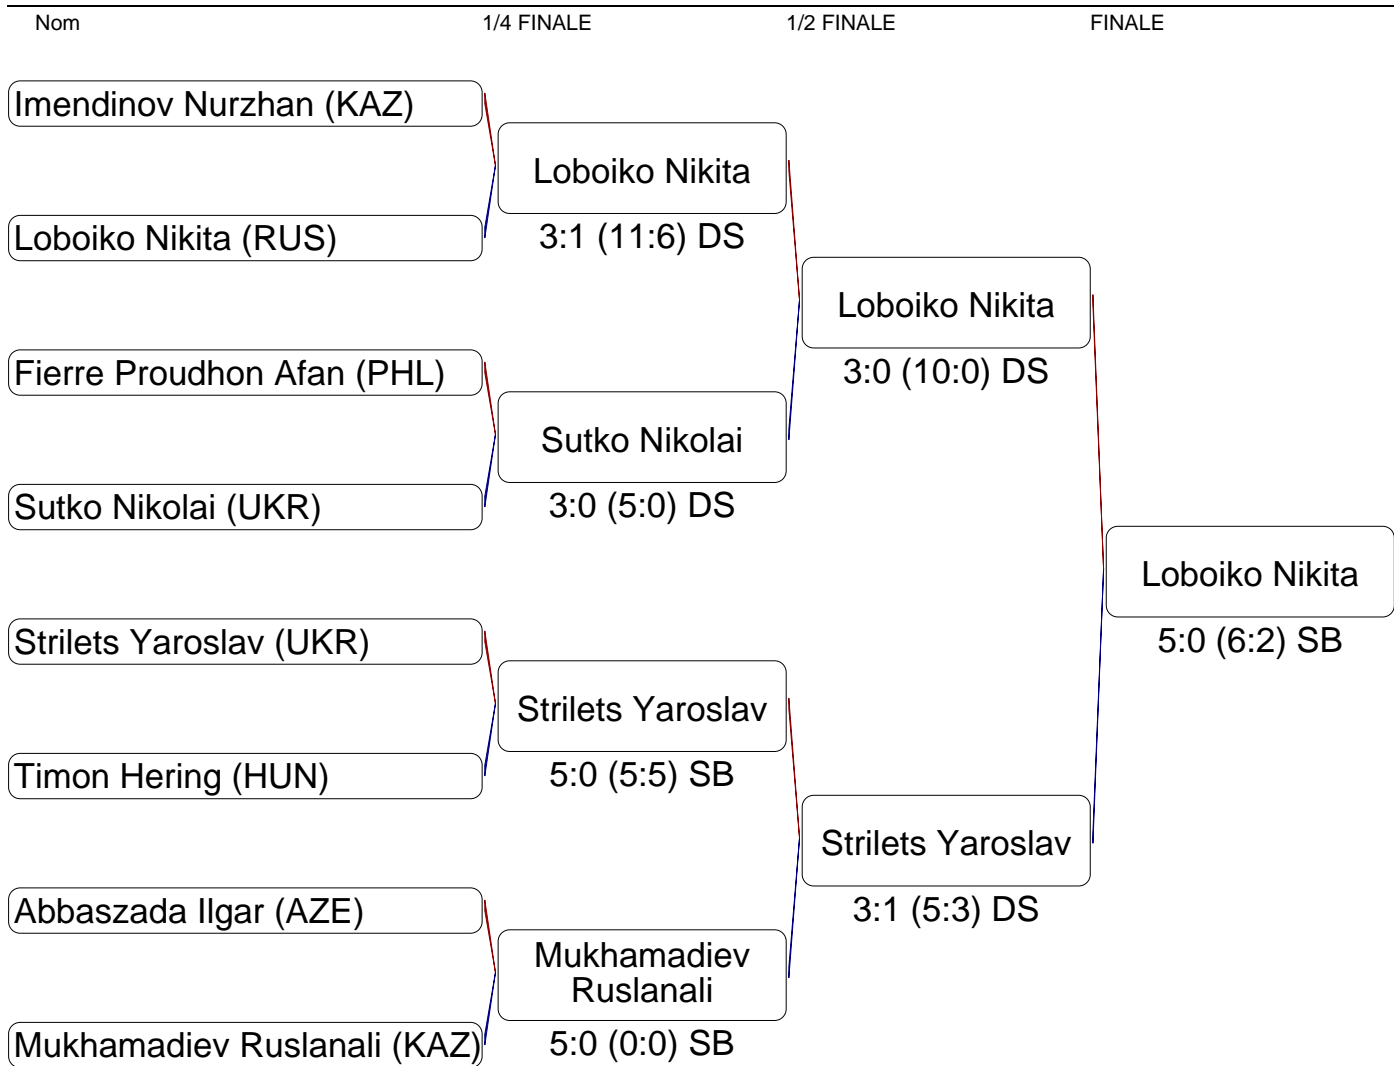 Nom 1/4 FINALE 1/2 FINALE FINALE
Imendinov Nurzhan (KAZ)
Loboiko Nikita
Loboiko Nikita (RUS)
3:1 (11:6) DS
Loboiko Nikita
Fierre Proudhon Afan (PHL)
3:0 (10:0) DS
Sutko Nikolai
Sutko Nikolai (UKR)
3:0 (5:0) DS
Loboiko Nikita
Strilets Yaroslav (UKR)
5:0 (6:2) SB
Strilets Yaroslav
Timon Hering (HUN)
5:0 (5:5) SB
Strilets Yaroslav
Abbaszada Ilgar (AZE)
3:1 (5:3) DS
Mukhamadiev
Ruslanali
Mukhamadiev Ruslanali (KAZ)
5:0 (0:0) SB